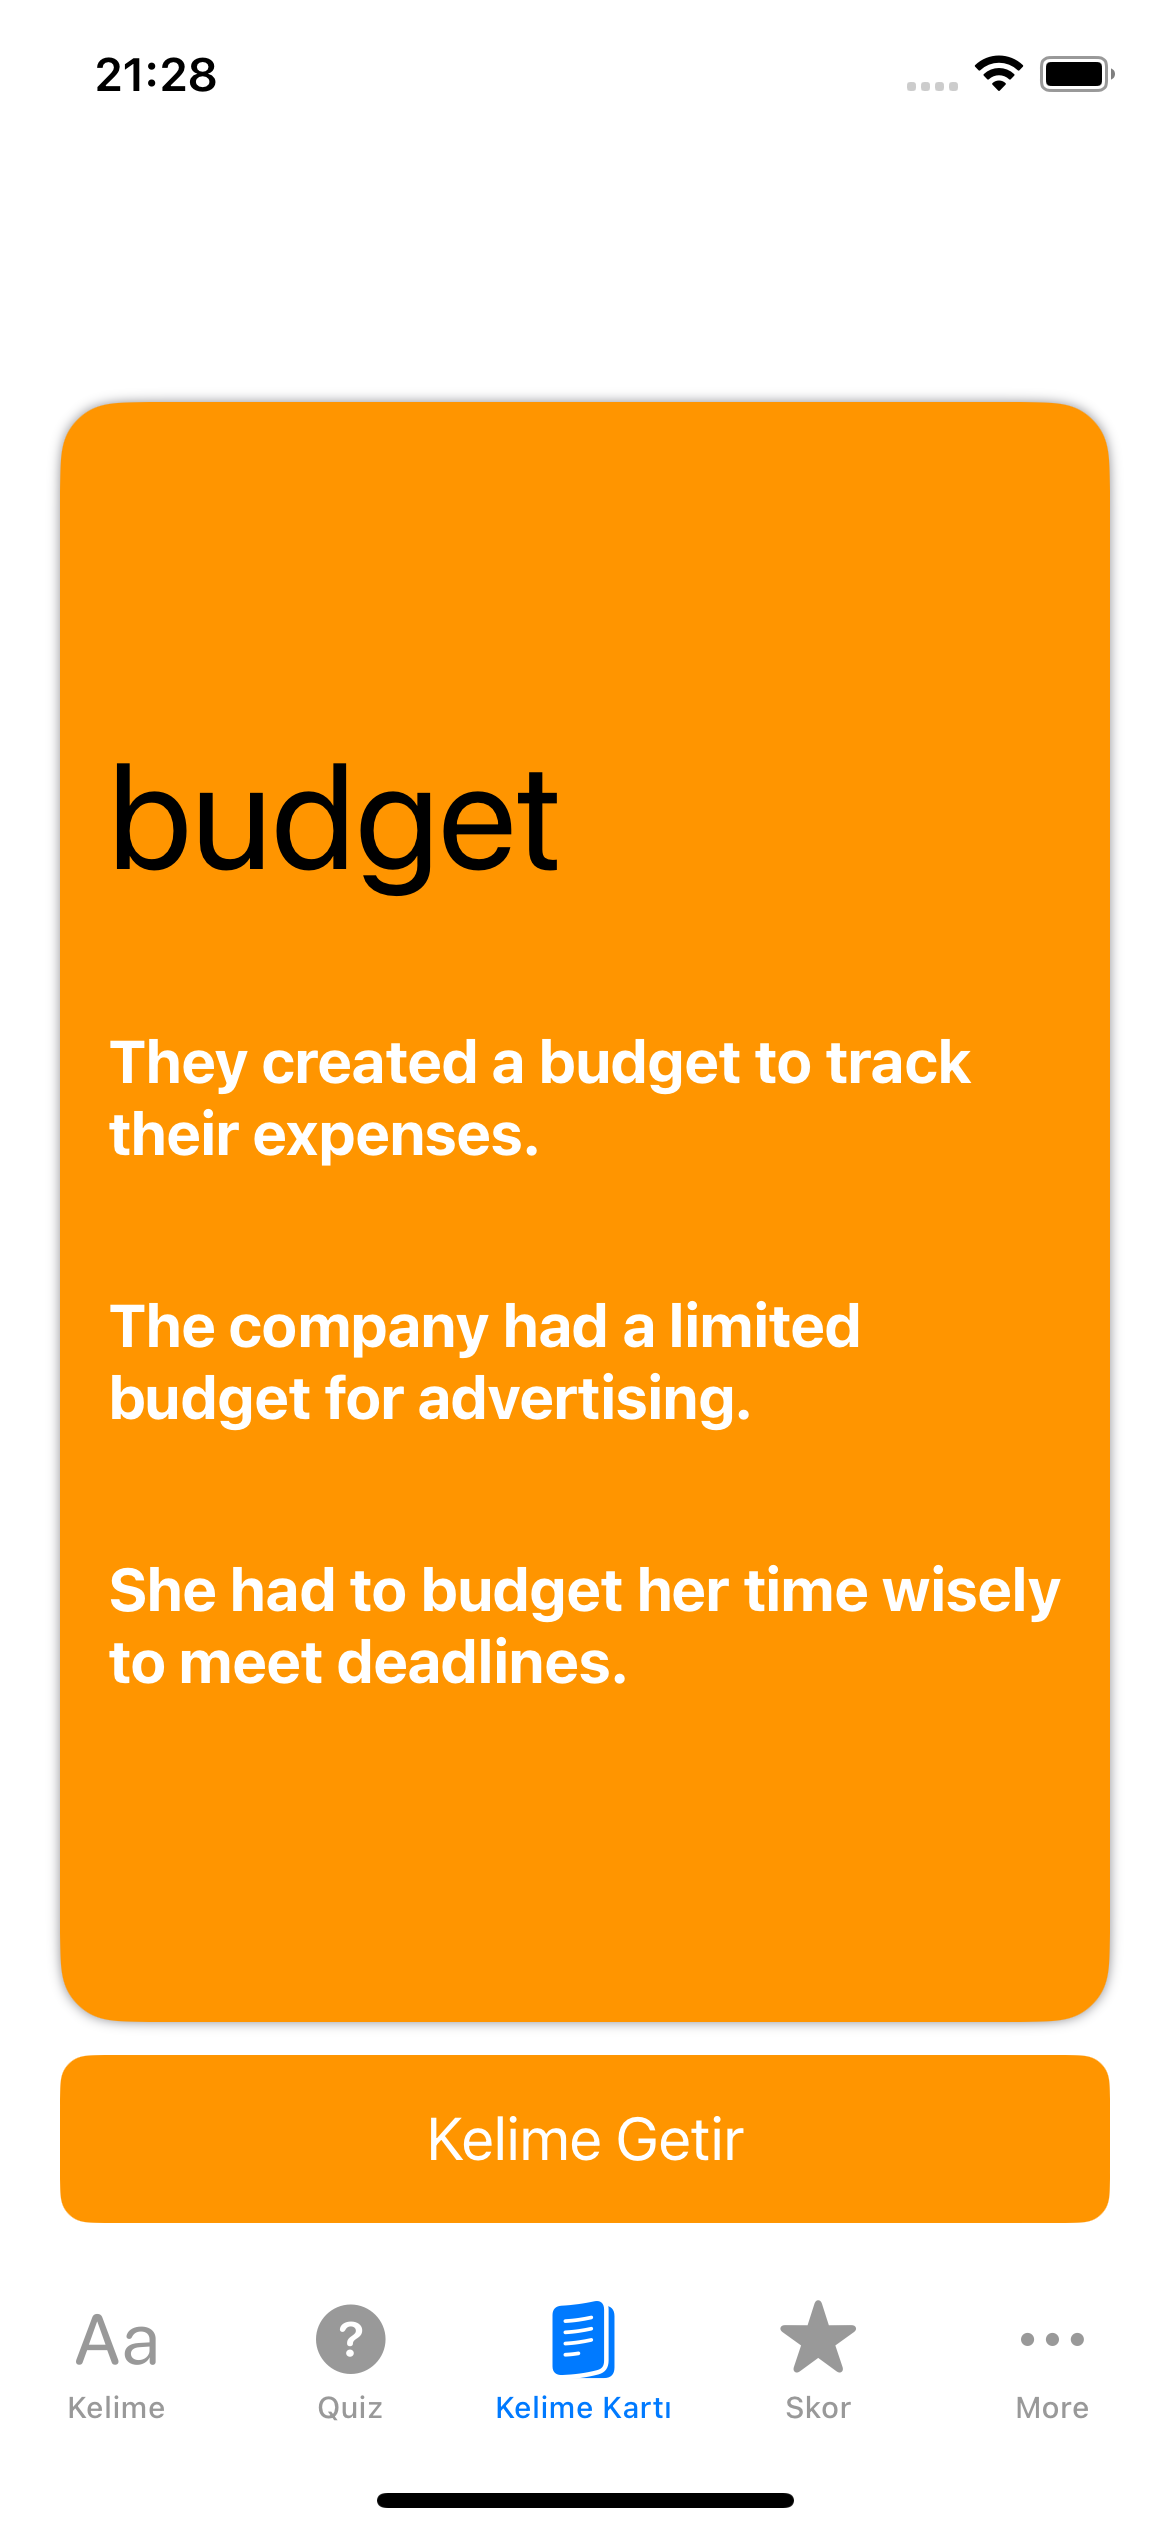 21:28
budget
They created a budget to track
their expenses.
The company had a limited
budget for advertising.
She had to budget her time wisely
to meet deadlines.
Kelime Getir
Aa
Kelime
Quiz
Kelime Kartı
Skor
More